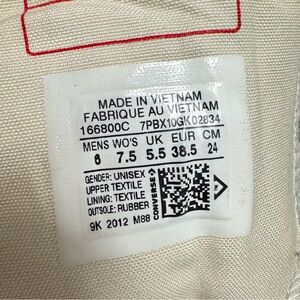 MADE IN VIETNAM
FABRIQUE AU VIETNAM
166800C 7PBX10GK02834
MENS WO'S UK EUR CM
6 7.5 5.5 38.5 24
GENDER: UNISEX
UPPER: TEXTILE
LINING: TEXTILE
OUTSOLE: RUBBER
9K 2012 M88
CONVERSE